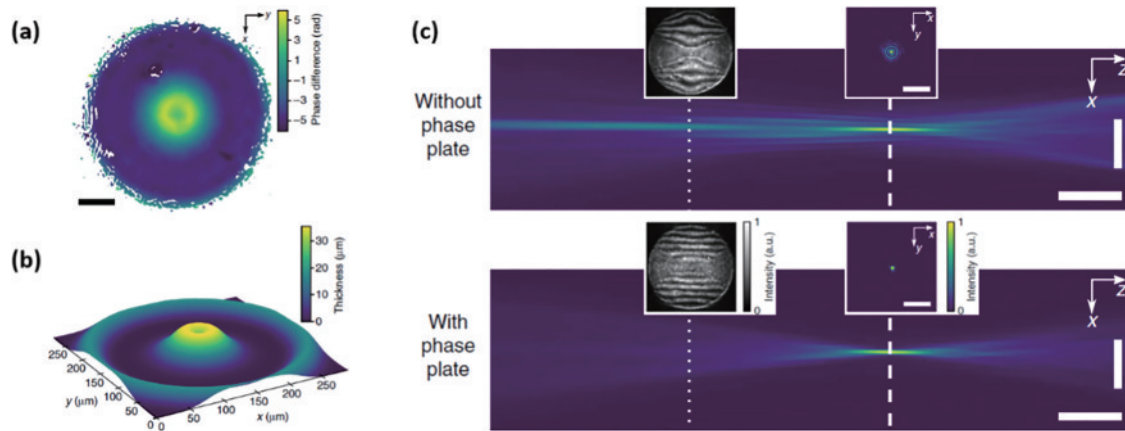 (a)
y
x
6
3
1
−1
−3
−5
Phase difference (rad)
(b)
30
20
10
0
Thickness (μm)
250
200
150
100
50
0
y (μm)
0
50
100
150
200
250
x (μm)
(c)
Without
phase
plate
x
y
z
x
With
phase
plate
1
0
Intensity (a.u.)
x
y
1
0
Intensity (a.u.)
z
x